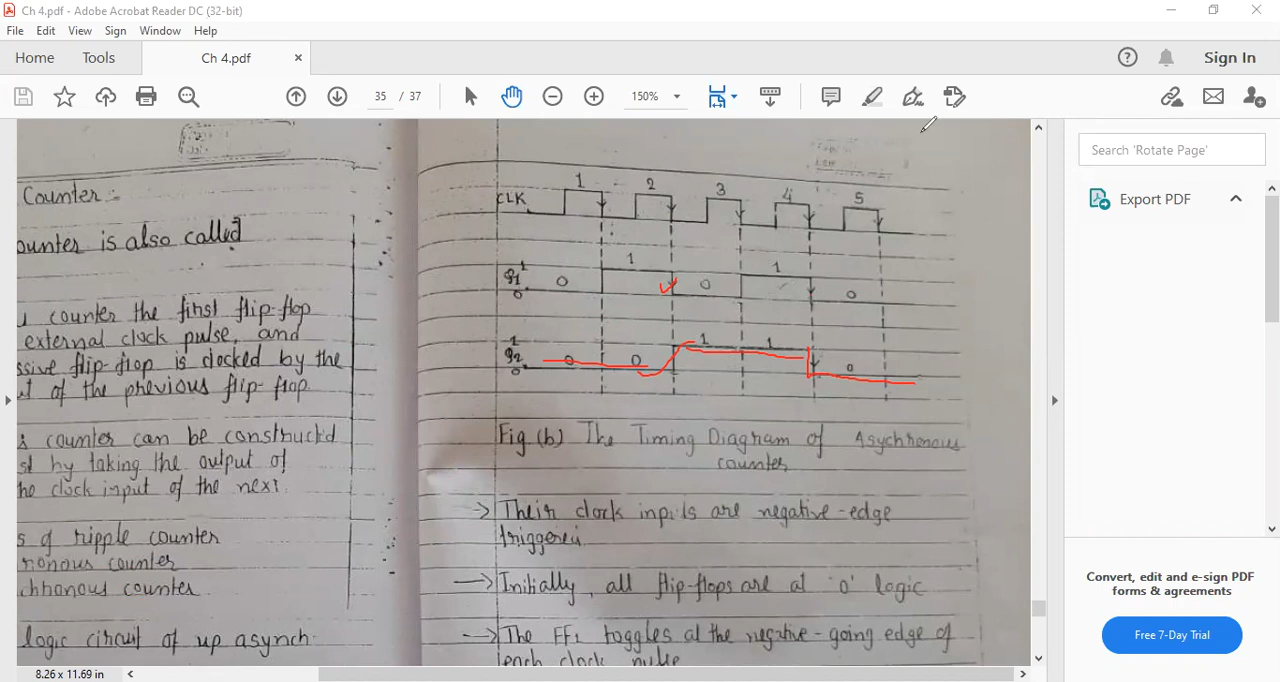 Ch 4.pdf - Adobe Acrobat Reader DC (32-bit)
File Edit View Sign Window Help
Home Tools Ch 4.pdf × Sign In
35 / 37 150%
Search 'Rotate Page'
Export PDF
Convert, edit and e-sign PDF
forms & agreements
Free 7-Day Trial
Counter :-
ounter is also called
counter the first flip-flop
external clock pulse, and
ssive flip-flop is clocked by the
t of the previous flip-flop.
counter can be constructed
st by taking the output of
he clock input of the next.
s of ripple counter
ronous counter
chhonous counter.
logic circuit of up asynch-
1 2 3 4 5
CLK
1 1 1
q1 0 0 0
0
1 1 1
q2 0 0 0
0
Fig.(b) The Timing Diagram of Asychronous
counter
-> Their clock inputs are negative-edge
-> Initially, all flip-flops are at '0' logic
-> The FF1 toggles at the negative-going edge of
each clock pulse
8.26 x 11.69 in